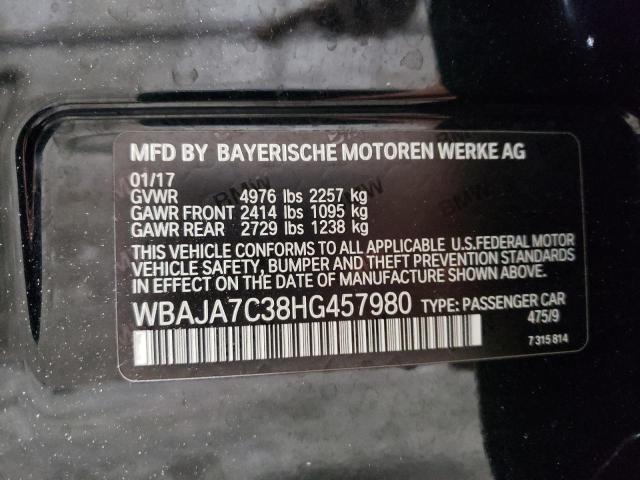 MFD BY BAYERISCHE MOTOREN WERKE AG
01/17
GVWR 4976 lbs 2257 kg
GAWR FRONT 2414 lbs 1095 kg
GAWR REAR 2729 lbs 1238 kg
THIS VEHICLE CONFORMS TO ALL APPLICABLE U.S.FEDERAL MOTOR
VEHICLE SAFETY, BUMPER AND THEFT PREVENTION STANDARDS
IN EFFECT ON THE DATE OF MANUFACTURE SHOWN ABOVE.
WBAJA7C38HG457980 TYPE: PASSENGER CAR
475/9
7 315 814